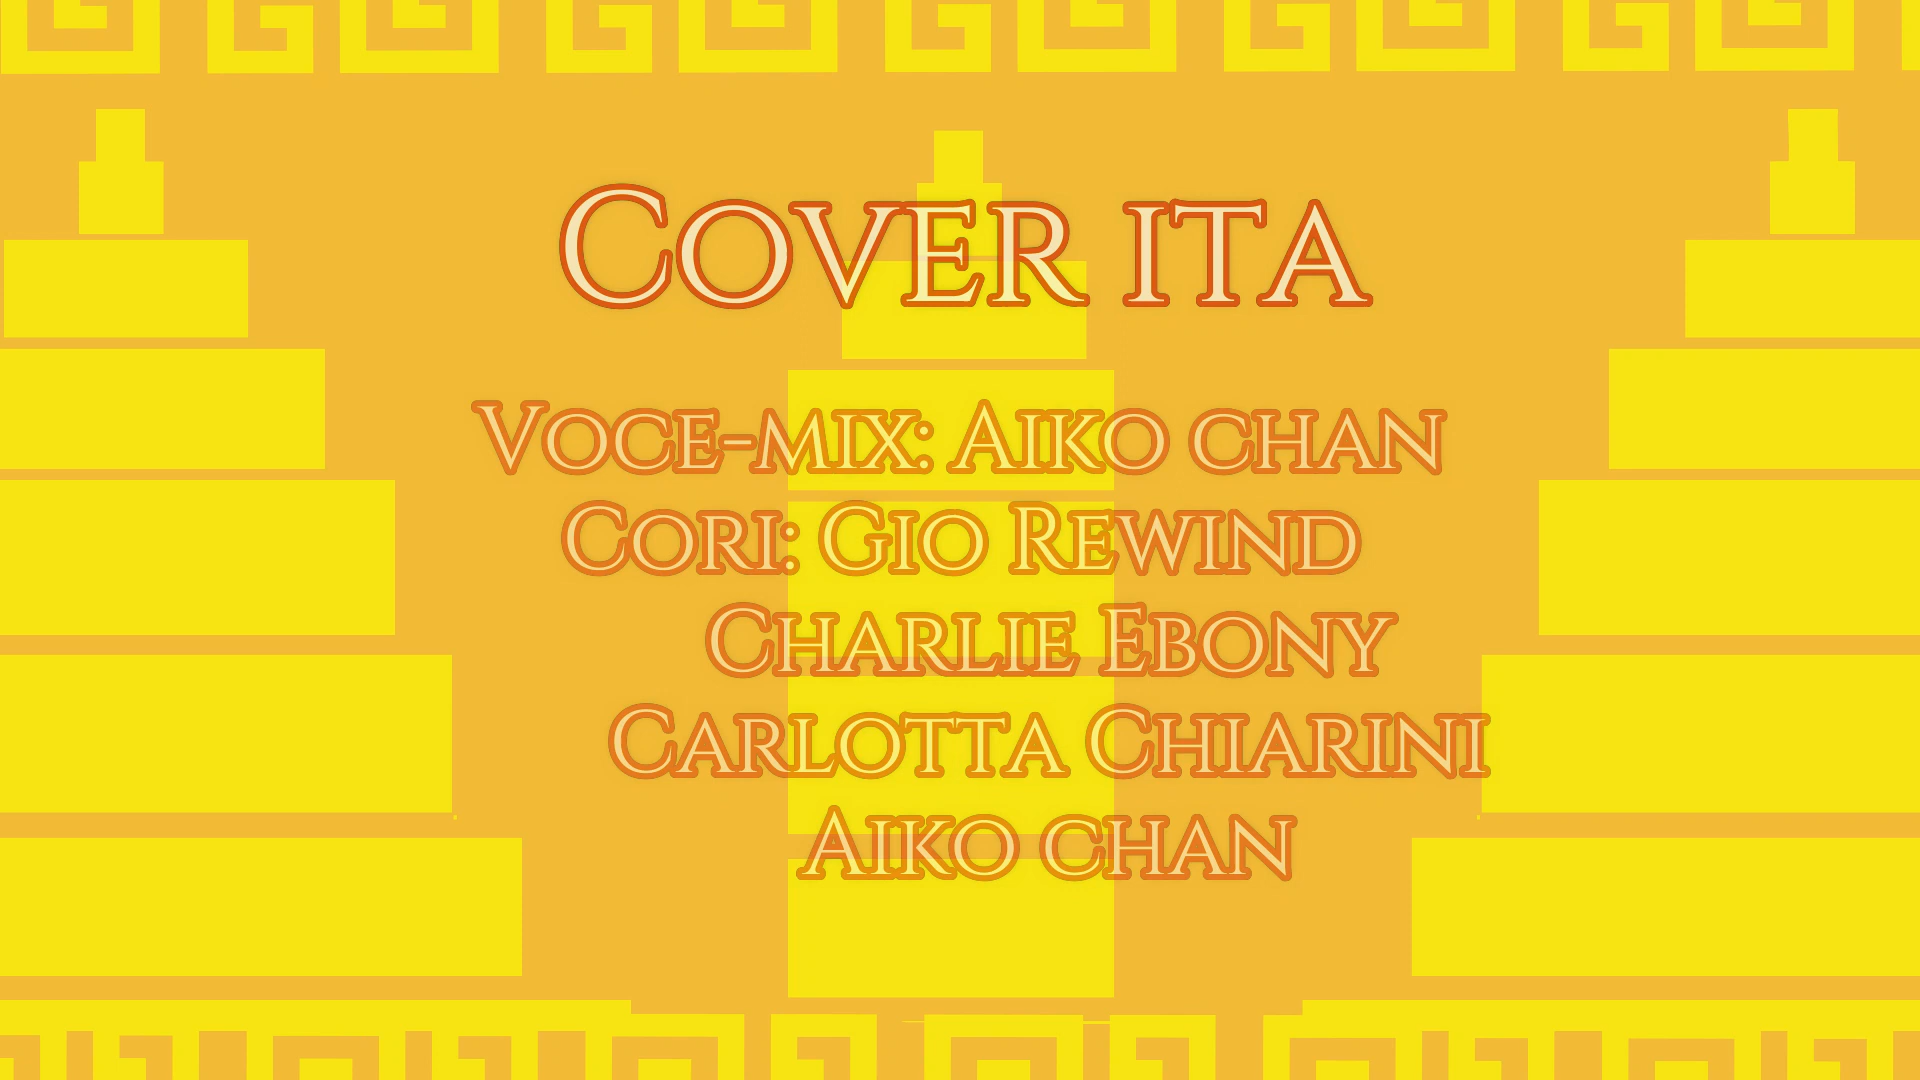 Cover ita
Voce-mix: Aiko chan
Cori: Gio Rewind
Charlie Ebony
Carlotta Chiarini
Aiko chan